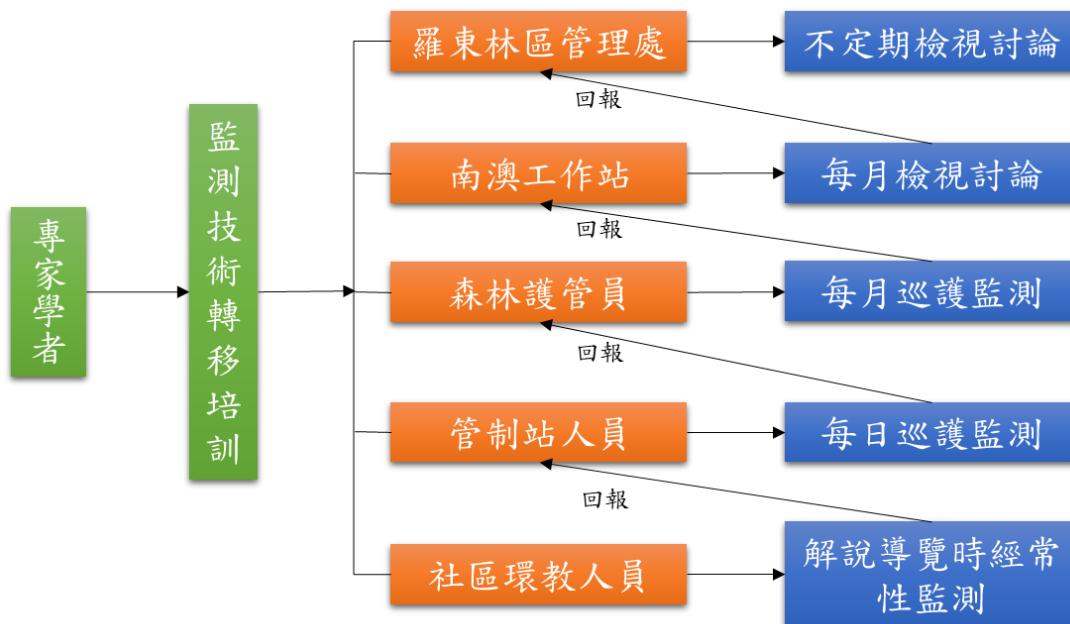 專家學者
監測技術轉移培訓
羅東林區管理處
不定期檢視討論
回報
南澳工作站
每月檢視討論
回報
森林護管員
每月巡護監測
回報
管制站人員
每日巡護監測
回報
社區環教人員
解說導覽時經常
性監測